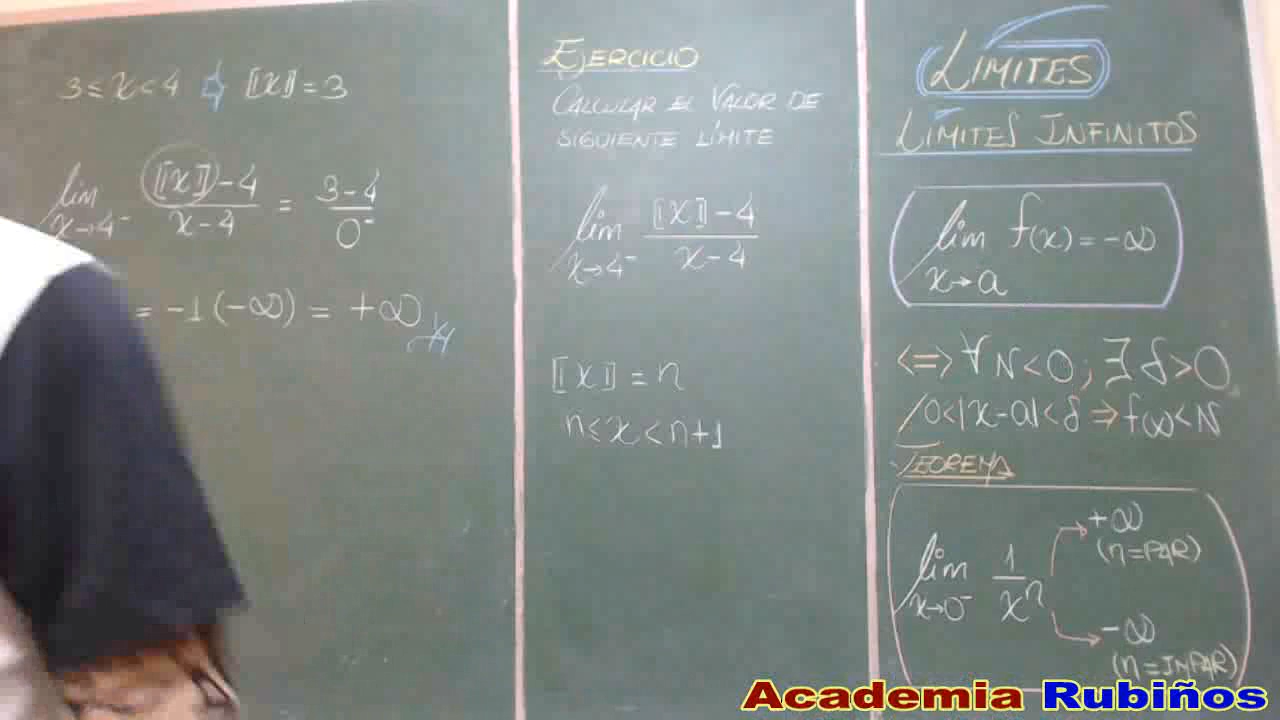 3 ≤ x < 4 ⇒ ⟦x⟧ = 3
lim x→4⁻ (⟦x⟧ - 4)/(x - 4) = (3 - 4)/0⁻
= -1 (-∞) = +∞
EJERCICIO
CALCULAR EL VALOR DE
SIGUIENTE LÍMITE
lim x→4⁻ (⟦x⟧ - 4)/(x - 4)
⟦x⟧ = n
n ≤ x < n+1
LÍMITES
LÍMITES INFINITOS
lim x→a f(x) = -∞
<=> ∀ N<0; ∃ δ>0
/ 0<|x-a|<δ ⇒ f(x)<N
TEOREMA
lim x→0⁻ 1/xⁿ
+∞
(n=PAR)
-∞
(n=INPAR)
Academia Rubiños